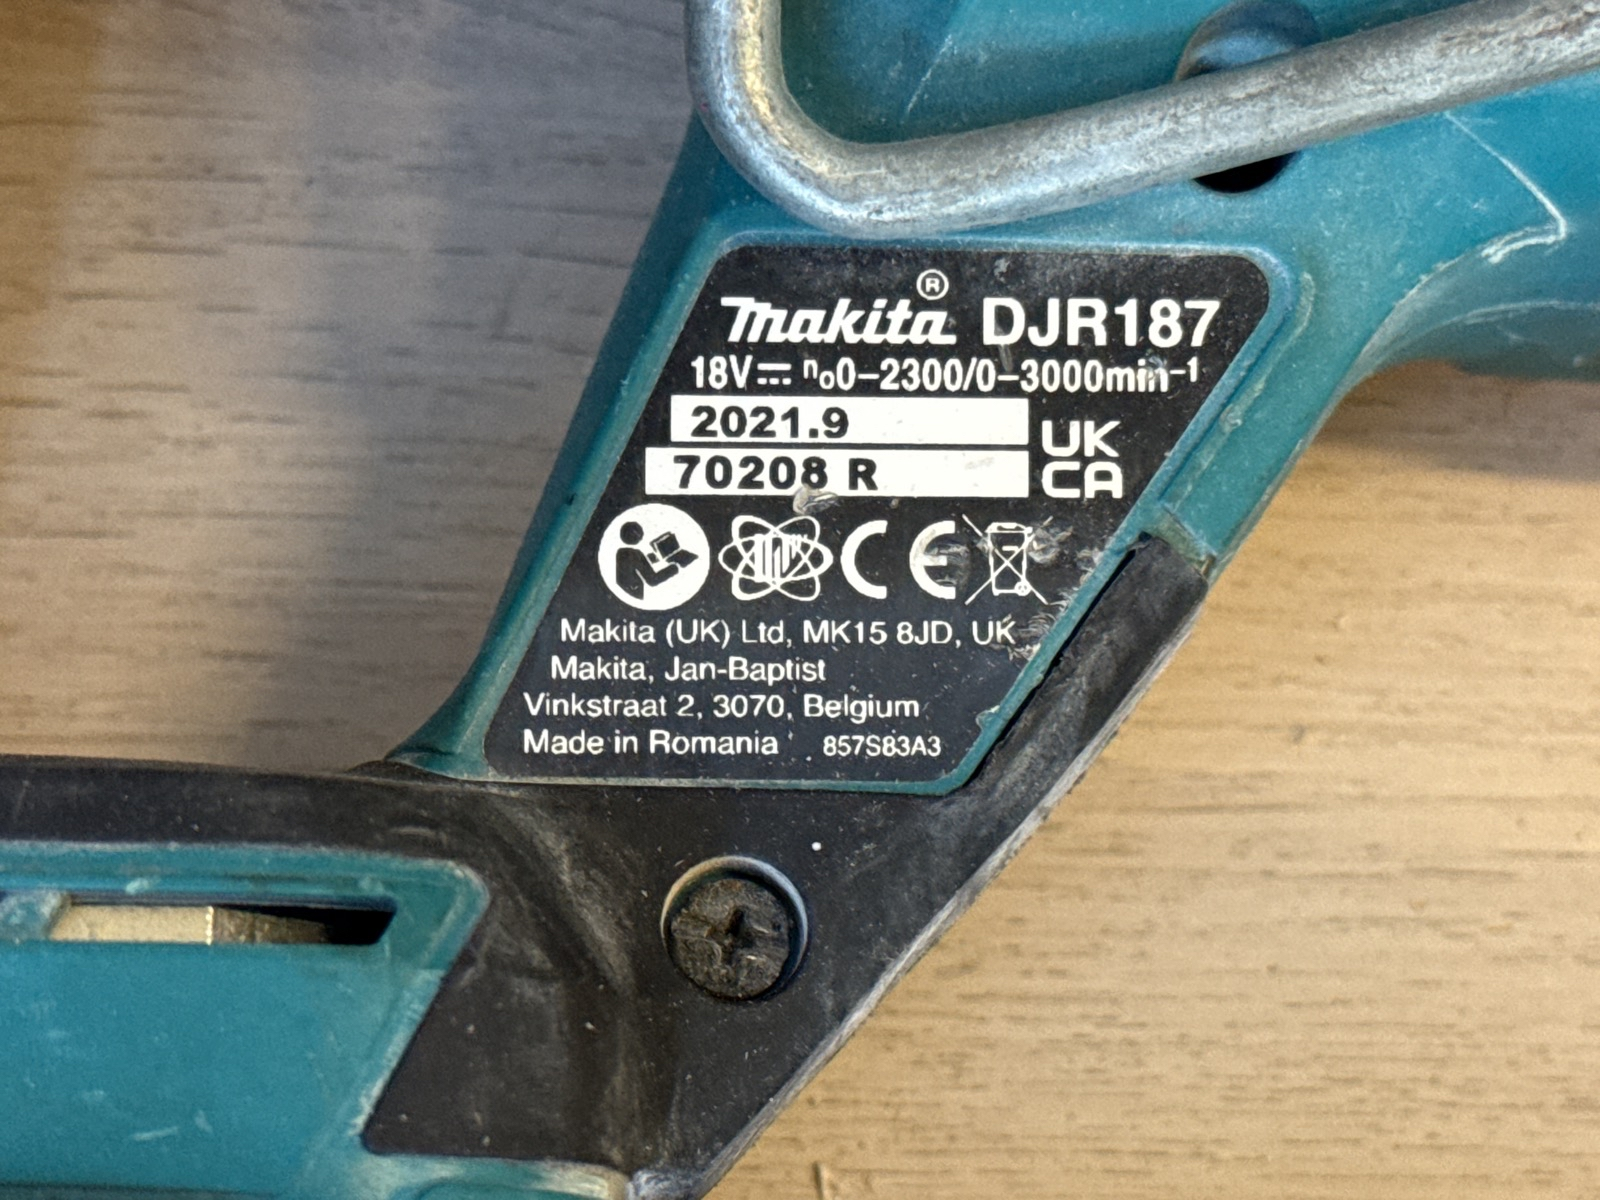 makita® DJR187
18V⎓ n₀0–2300/0–3000min⁻¹
2021.9
70208 R
UK
CA
CE
Makita (UK) Ltd, MK15 8JD, UK
Makita, Jan-Baptist
Vinkstraat 2, 3070, Belgium
Made in Romania 857S83A3